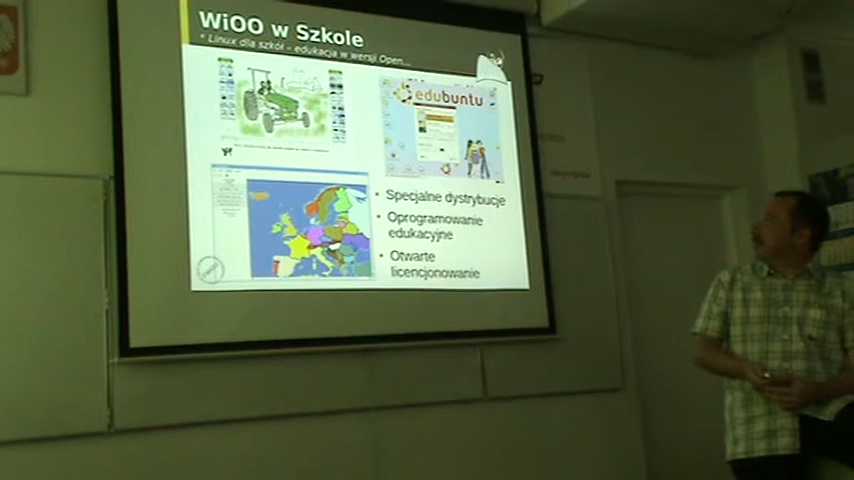 WiOO w Szkole
* Linux dla szkół – edukacja w wersji Open...
edubuntu
• Specjalne dystrybucje
• Oprogramowanie
edukacyjne
• Otwarte
licencjonowanie